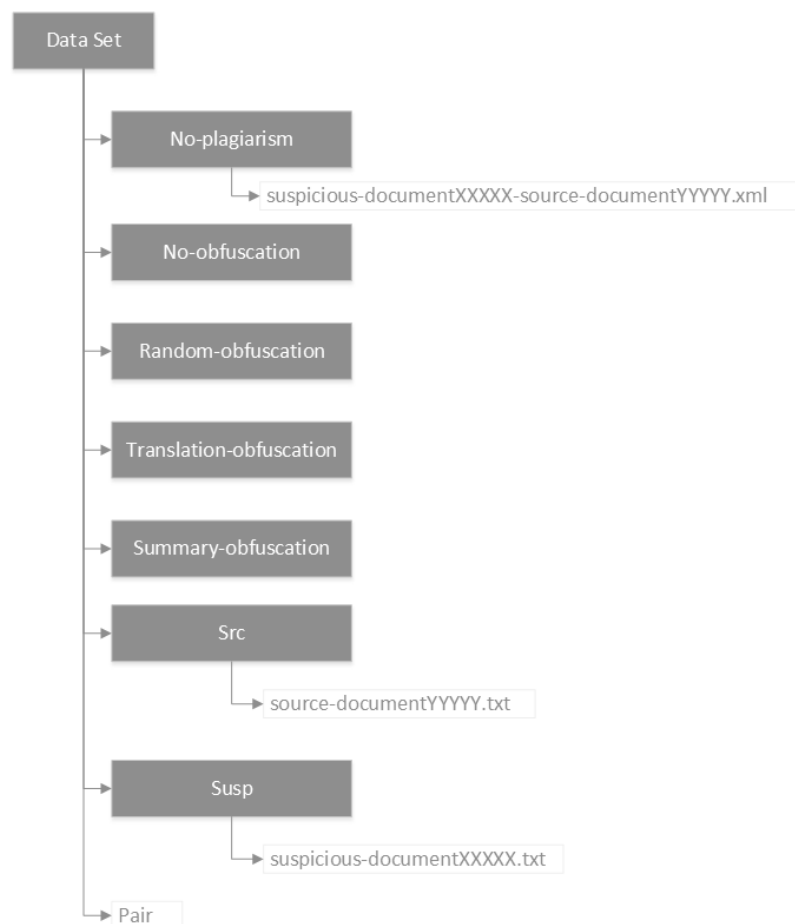 Data Set
No-plagiarism
suspicious-documentXXXXX-source-documentYYYYY.xml
No-obfuscation
Random-obfuscation
Translation-obfuscation
Summary-obfuscation
Src
source-documentYYYYY.txt
Susp
suspicious-documentXXXXX.txt
Pair